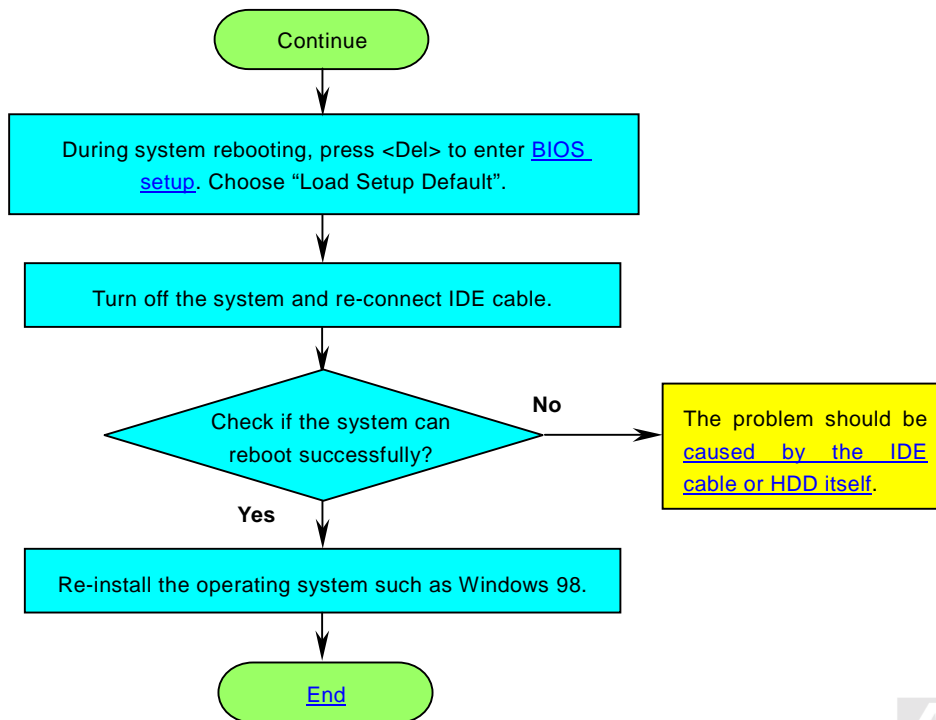 Continue
During system rebooting, press <Del> to enter BIOS
setup. Choose “Load Setup Default”.
Turn off the system and re-connect IDE cable.
Check if the system can
reboot successfully?
No
The problem should be
caused by the IDE
cable or HDD itself.
Yes
Re-install the operating system such as Windows 98.
End